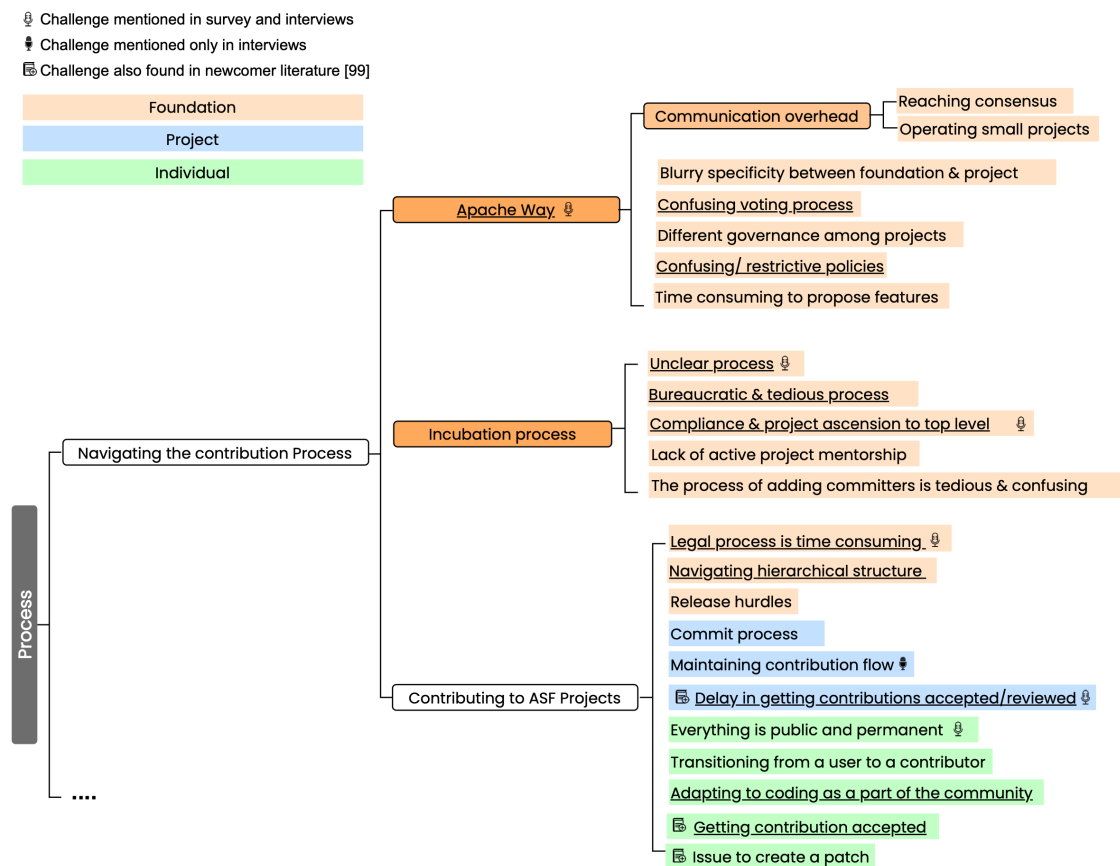 Challenge mentioned in survey and interviews
Challenge mentioned only in interviews
Challenge also found in newcomer literature [99]
Foundation
Project
Individual
Process
Navigating the contribution Process
....
Apache Way
Communication overhead
Reaching consensus
Operating small projects
Blurry specificity between foundation & project
Confusing voting process
Different governance among projects
Confusing/ restrictive policies
Time consuming to propose features
Incubation process
Unclear process
Bureaucratic & tedious process
Compliance & project ascension to top level
Lack of active project mentorship
The process of adding committers is tedious & confusing
Contributing to ASF Projects
Legal process is time consuming
Navigating hierarchical structure
Release hurdles
Commit process
Maintaining contribution flow
Delay in getting contributions accepted/reviewed
Everything is public and permanent
Transitioning from a user to a contributor
Adapting to coding as a part of the community
Getting contribution accepted
Issue to create a patch